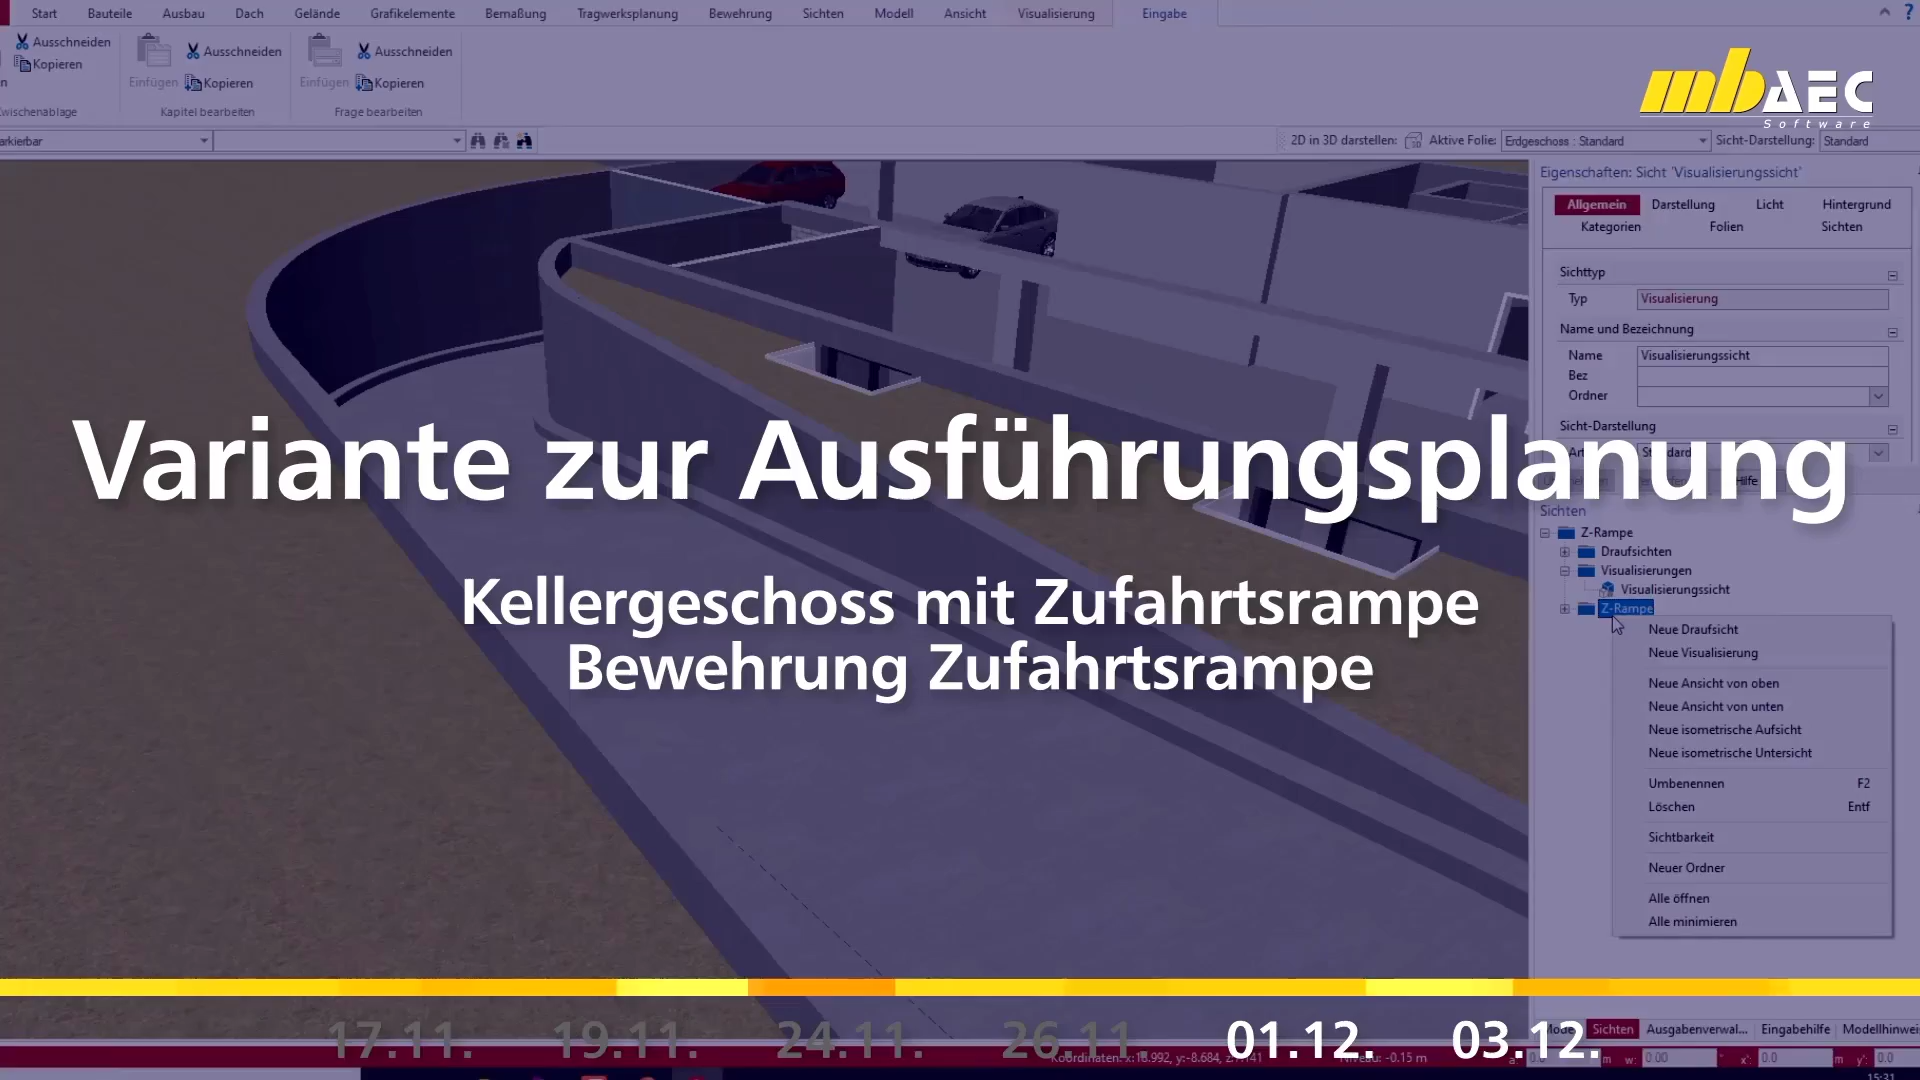 Start Bauteile Ausbau Dach Gelände Grafikelemente Bemaßung Tragwerksplanung Bewehrung Sichten Modell Ansicht Visualisierung Eingabe
Ausschneiden
Kopieren
Einfügen Ausschneiden
Kopieren
Einfügen Ausschneiden
Kopieren
Kapitel bearbeiten Frage bearbeiten
mbAEC
Software
2D in 3D darstellen: Aktive Folie: Erdgeschoss : Standard Sicht-Darstellung: Standard
Eigenschaften: Sicht 'Visualisierungssicht'
Allgemein Darstellung Licht Hintergrund
Kategorien Folien Sichten
Sichttyp
Typ Visualisierung
Name und Bezeichnung
Name Visualisierungssicht
Bez
Ordner
Sicht-Darstellung
Standard
Hilfe
Variante zur Ausführungsplanung
Kellergeschoss mit Zufahrtsrampe
Bewehrung Zufahrtsrampe
Sichten
Z-Rampe
Draufsichten
Visualisierungen
Visualisierungssicht
Z-Rampe
Neue Draufsicht
Neue Visualisierung
Neue Ansicht von oben
Neue Ansicht von unten
Neue isometrische Aufsicht
Neue isometrische Untersicht
Umbenennen F2
Löschen Entf
Sichtbarkeit
Neuer Ordner
Alle öffnen
Alle minimieren
17.11. 19.11. 24.11. 26.11. 01.12. 03.12.
Sichten Ausgabenverwal... Eingabehilfe